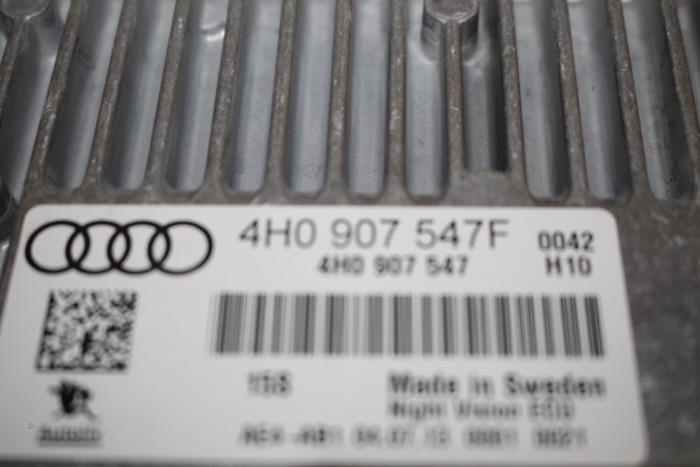 4H0 907 547F 0042
4H0 907 547 H10
Made in Sweden
Night Vision ECU